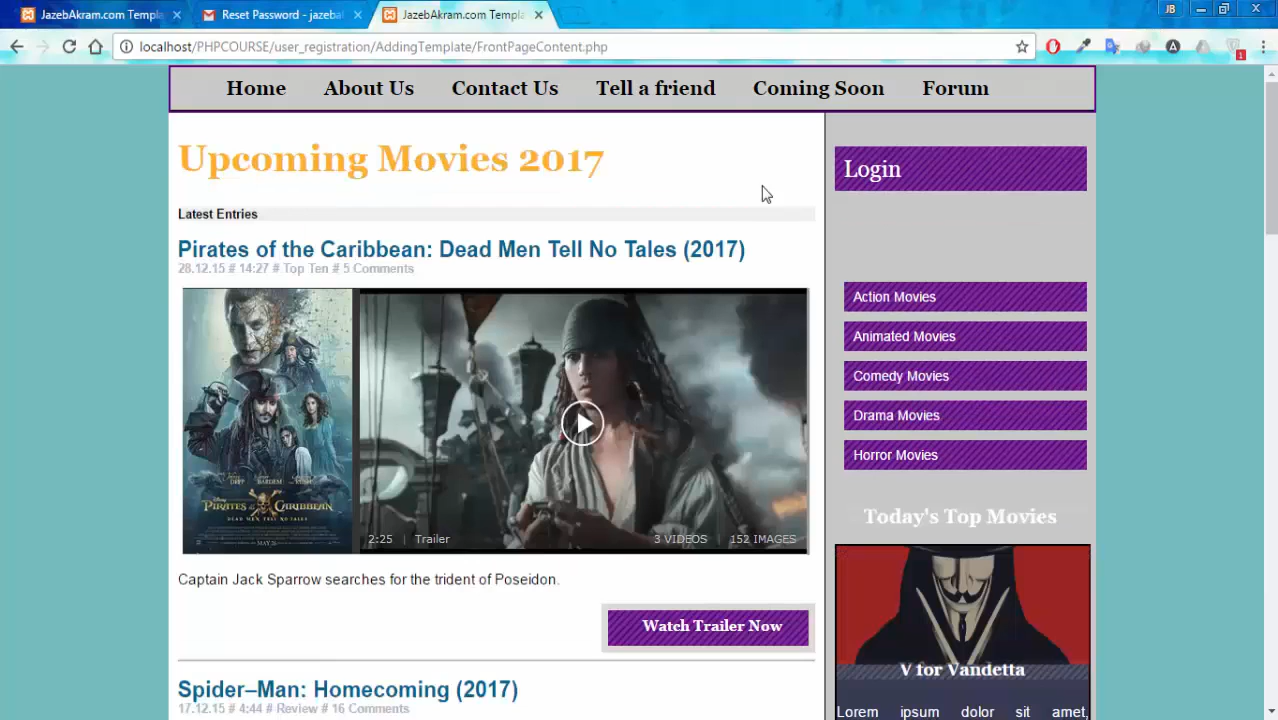 JazebAkram.com Templa
Reset Password - jazebal
JazebAkram.com Templa
JB
localhost/PHPCOURSE/user_registration/AddingTemplate/FrontPageContent.php
A
1
Home About Us Contact Us Tell a friend Coming Soon Forum
Upcoming Movies 2017
Latest Entries
Pirates of the Caribbean: Dead Men Tell No Tales (2017)
28.12.15 # 14:27 # Top Ten # 5 Comments
PIRATES of the CARIBBEAN
DEAD MEN TELL NO TALES
2:25 | Trailer
3 VIDEOS | 152 IMAGES
Captain Jack Sparrow searches for the trident of Poseidon.
Watch Trailer Now
Spider–Man: Homecoming (2017)
17.12.15 # 4:44 # Review # 16 Comments
Login
Action Movies
Animated Movies
Comedy Movies
Drama Movies
Horror Movies
Today's Top Movies
V for Vandetta
Lorem ipsum dolor sit amet,